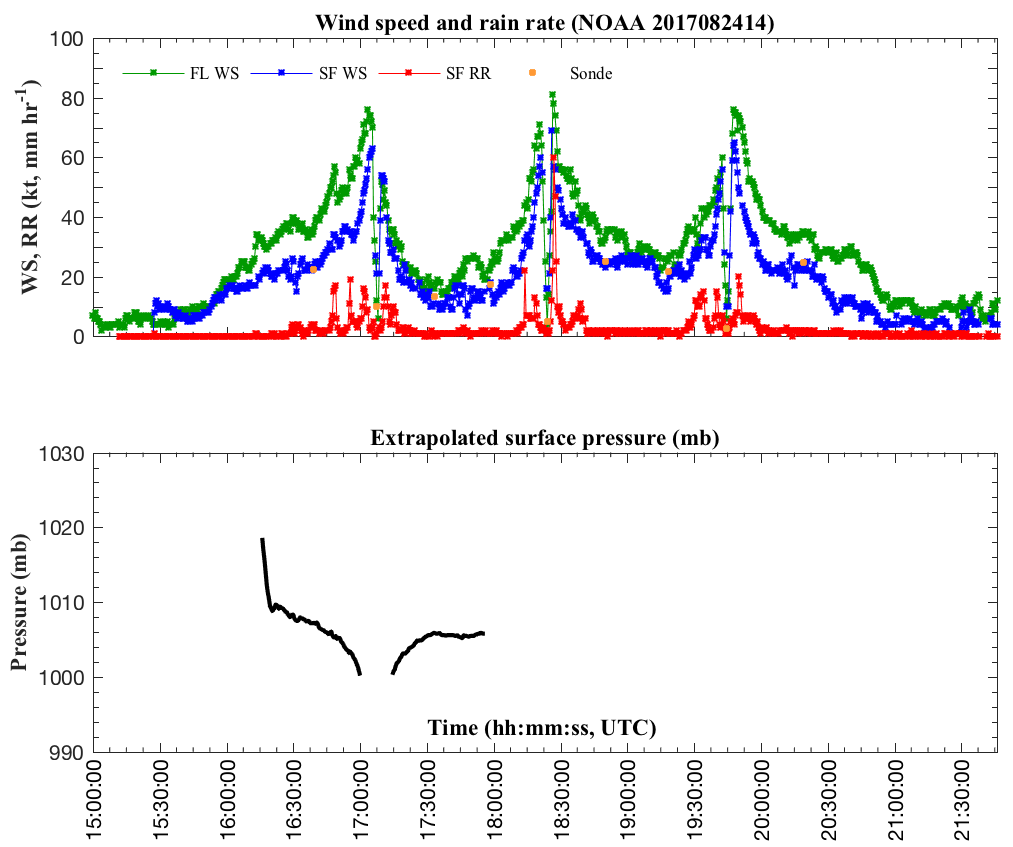 Wind speed and rain rate (NOAA 2017082414)
WS, RR (kt, mm hr⁻¹)
100
80
60
40
20
0
FL WS SF WS SF RR Sonde
Extrapolated surface pressure (mb)
Pressure (mb)
1030
1020
1010
1000
990
Time (hh:mm:ss, UTC)
15:00:00 15:30:00 16:00:00 16:30:00 17:00:00 17:30:00 18:00:00 18:30:00 19:00:00 19:30:00 20:00:00 20:30:00 21:00:00 21:30:00